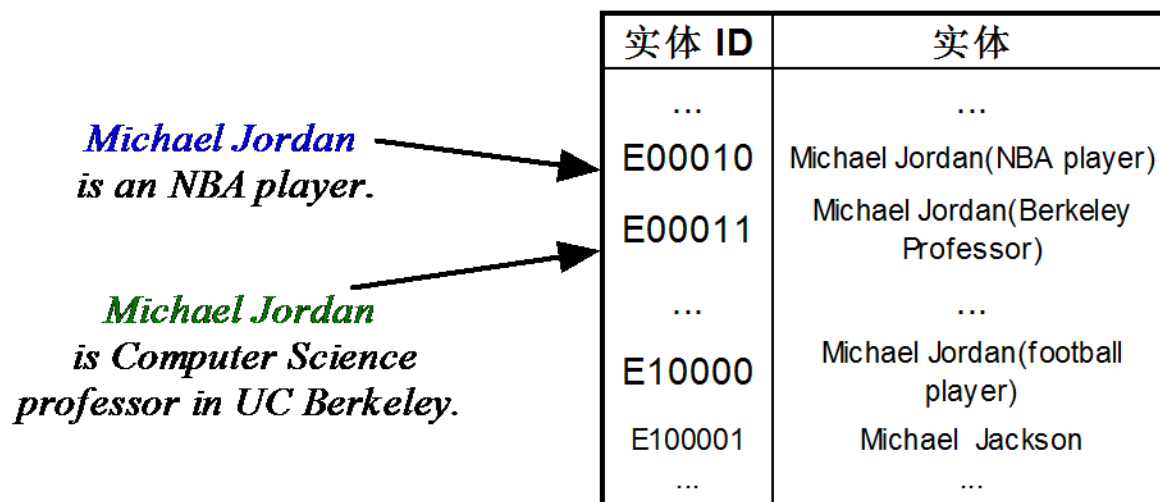 Michael Jordan
is an NBA player.
Michael Jordan
is Computer Science
professor in UC Berkeley.
实体 ID 实体
... ...
E00010 Michael Jordan(NBA player)
E00011 Michael Jordan(Berkeley
Professor)
... ...
E10000 Michael Jordan(football
player)
E100001 Michael Jackson
... ...